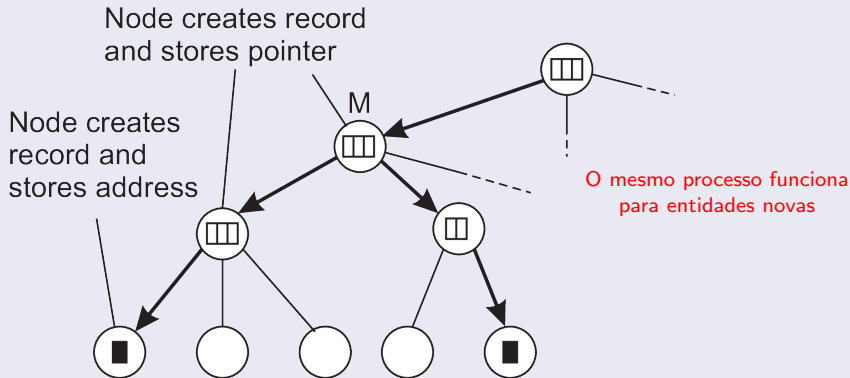 Node creates record
and stores pointer
M
Node creates
record and
stores address
O mesmo processo funciona
para entidades novas